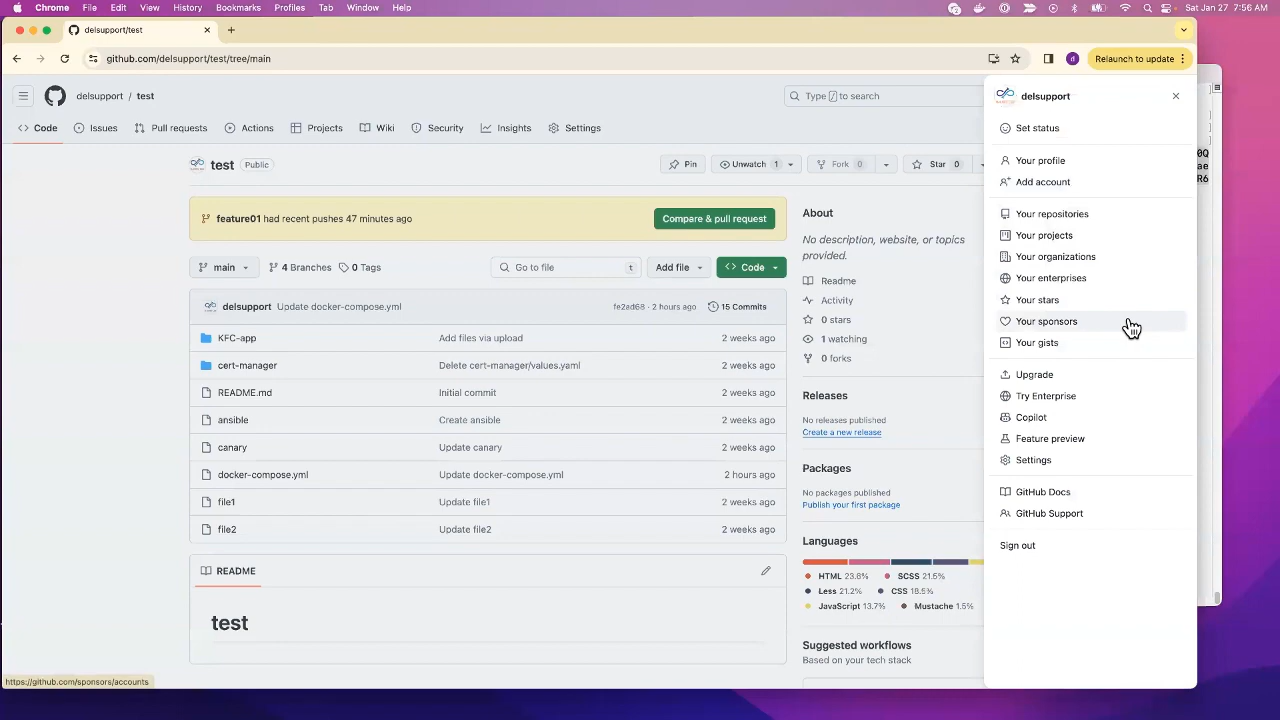 Chrome File Edit View History Bookmarks Profiles Tab Window Help Sat Jan 27 7:56 AM
delsupport/test
github.com/delsupport/test/tree/main d Relaunch to update
delsupport / test Type / to search
Code Issues Pull requests Actions Projects Wiki Security Insights Settings
test Public Pin Unwatch 1 Fork 0 Star 0
feature01 had recent pushes 47 minutes ago Compare & pull request
main 4 Branches 0 Tags Go to file t Add file Code
delsupport Update docker-compose.yml fe2ad68 · 2 hours ago 15 Commits
KFC-app Add files via upload 2 weeks ago
cert-manager Delete cert-manager/values.yaml 2 weeks ago
README.md Initial commit 2 weeks ago
ansible Create ansible 2 weeks ago
canary Update canary 2 weeks ago
docker-compose.yml Update docker-compose.yml 2 hours ago
file1 Update file1 2 weeks ago
file2 Update file2 2 weeks ago
README
test
About
No description, website, or topics
provided.
Readme
Activity
0 stars
1 watching
0 forks
Releases
No releases published
Create a new release
Packages
No packages published
Publish your first package
Languages
HTML 23.6% SCSS 21.5%
Less 21.2% CSS 18.5%
JavaScript 13.7% Mustache 1.5%
Suggested workflows
Based on your tech stack
delsupport
Set status
Your profile
Add account
Your repositories
Your projects
Your organizations
Your enterprises
Your stars
Your sponsors
Your gists
Upgrade
Try Enterprise
Copilot
Feature preview
Settings
GitHub Docs
GitHub Support
Sign out
]
]
]
0Q
ae
R6
https://github.com/sponsors/accounts